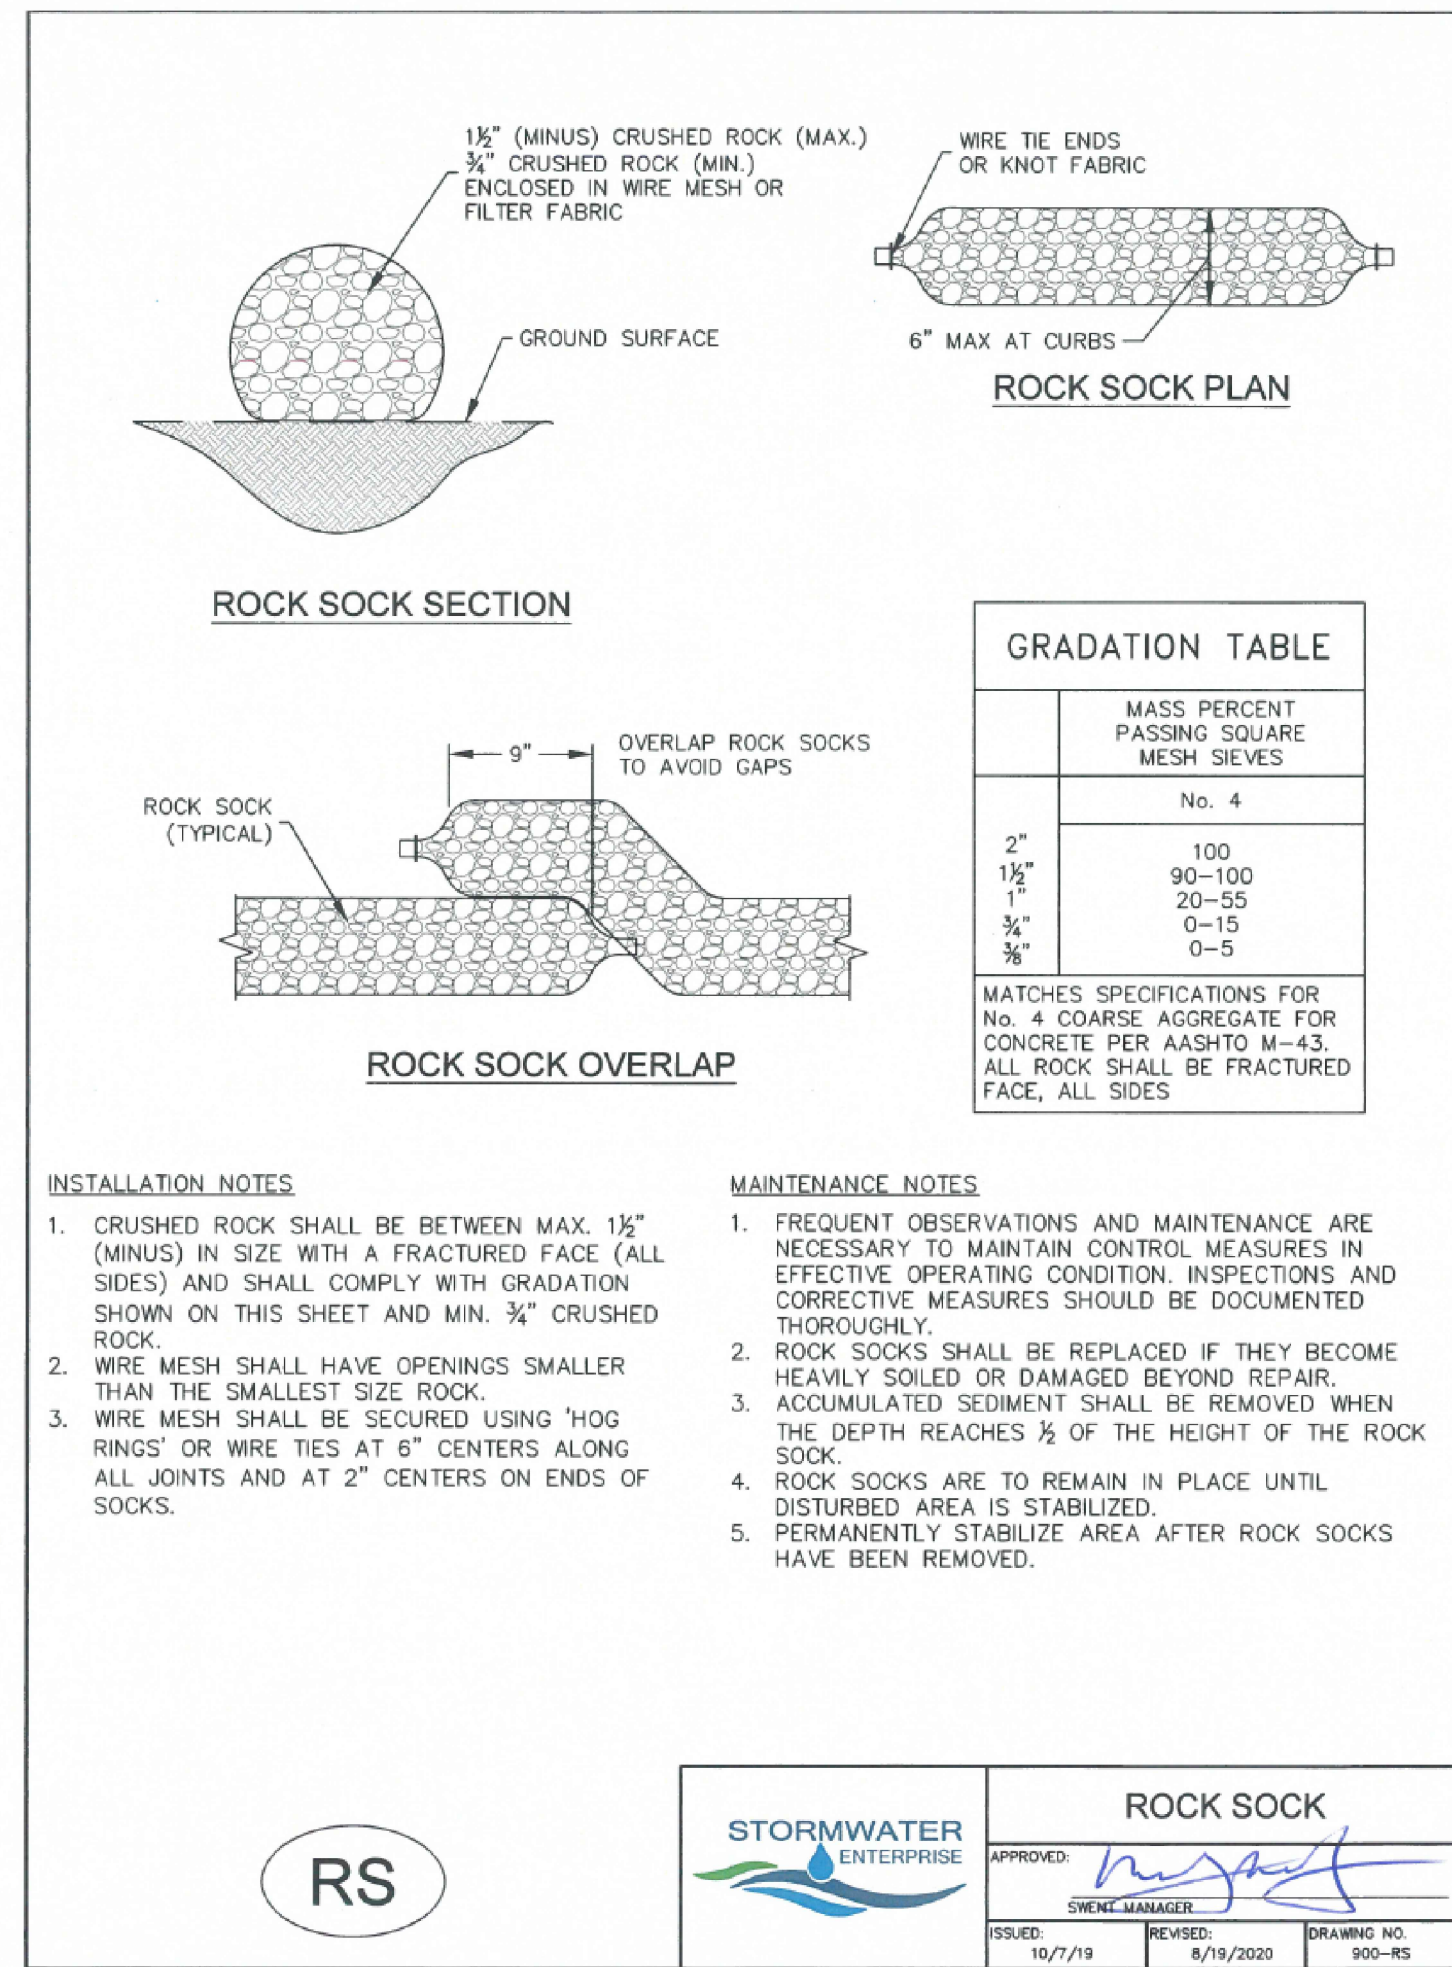 1½" (MINUS) CRUSHED ROCK (MAX.)
¾" CRUSHED ROCK (MIN.)
ENCLOSED IN WIRE MESH OR
FILTER FABRIC
GROUND SURFACE
ROCK SOCK SECTION
WIRE TIE ENDS
OR KNOT FABRIC
6" MAX AT CURBS
ROCK SOCK PLAN
9"
OVERLAP ROCK SOCKS
TO AVOID GAPS
ROCK SOCK
(TYPICAL)
ROCK SOCK OVERLAP
GRADATION TABLE
MASS PERCENT
PASSING SQUARE
MESH SIEVES
No. 4
2" 100
1½" 90-100
1" 20-55
¾" 0-15
⅜" 0-5
MATCHES SPECIFICATIONS FOR
No. 4 COARSE AGGREGATE FOR
CONCRETE PER AASHTO M-43.
ALL ROCK SHALL BE FRACTURED
FACE, ALL SIDES
INSTALLATION NOTES
1. CRUSHED ROCK SHALL BE BETWEEN MAX. 1½"
(MINUS) IN SIZE WITH A FRACTURED FACE (ALL
SIDES) AND SHALL COMPLY WITH GRADATION
SHOWN ON THIS SHEET AND MIN. ¾" CRUSHED
ROCK.
2. WIRE MESH SHALL HAVE OPENINGS SMALLER
THAN THE SMALLEST SIZE ROCK.
3. WIRE MESH SHALL BE SECURED USING 'HOG
RINGS' OR WIRE TIES AT 6" CENTERS ALONG
ALL JOINTS AND AT 2" CENTERS ON ENDS OF
SOCKS.
MAINTENANCE NOTES
1. FREQUENT OBSERVATIONS AND MAINTENANCE ARE
NECESSARY TO MAINTAIN CONTROL MEASURES IN
EFFECTIVE OPERATING CONDITION. INSPECTIONS AND
CORRECTIVE MEASURES SHOULD BE DOCUMENTED
THOROUGHLY.
2. ROCK SOCKS SHALL BE REPLACED IF THEY BECOME
HEAVILY SOILED OR DAMAGED BEYOND REPAIR.
3. ACCUMULATED SEDIMENT SHALL BE REMOVED WHEN
THE DEPTH REACHES ½ OF THE HEIGHT OF THE ROCK
SOCK.
4. ROCK SOCKS ARE TO REMAIN IN PLACE UNTIL
DISTURBED AREA IS STABILIZED.
5. PERMANENTLY STABILIZE AREA AFTER ROCK SOCKS
HAVE BEEN REMOVED.
RS
STORMWATER
ENTERPRISE
ROCK SOCK
APPROVED:
SWENT MANAGER
ISSUED:
10/7/19
REVISED:
8/19/2020
DRAWING NO.
900-RS